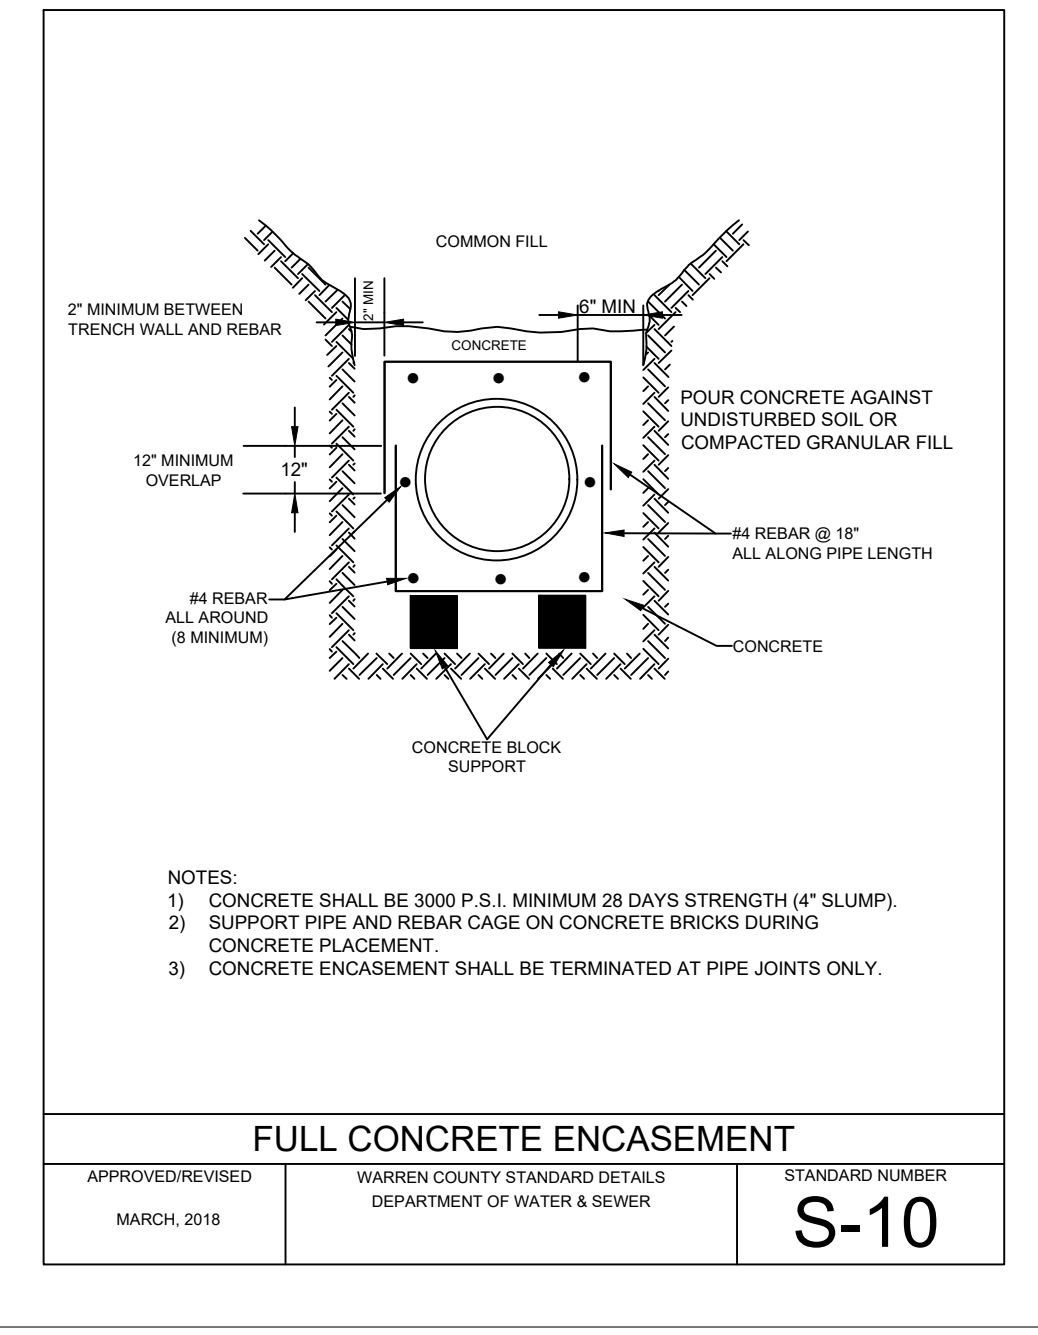 COMMON FILL
2" MINIMUM BETWEEN
TRENCH WALL AND REBAR
2" MIN
6" MIN
CONCRETE
POUR CONCRETE AGAINST
UNDISTURBED SOIL OR
COMPACTED GRANULAR FILL
12" MINIMUM
OVERLAP
12"
#4 REBAR @ 18"
ALL ALONG PIPE LENGTH
#4 REBAR
ALL AROUND
(8 MINIMUM)
CONCRETE
CONCRETE BLOCK
SUPPORT
NOTES:
1) CONCRETE SHALL BE 3000 P.S.I. MINIMUM 28 DAYS STRENGTH (4" SLUMP).
2) SUPPORT PIPE AND REBAR CAGE ON CONCRETE BRICKS DURING
CONCRETE PLACEMENT.
3) CONCRETE ENCASEMENT SHALL BE TERMINATED AT PIPE JOINTS ONLY.
FULL CONCRETE ENCASEMENT
APPROVED/REVISED
MARCH, 2018
WARREN COUNTY STANDARD DETAILS
DEPARTMENT OF WATER & SEWER
STANDARD NUMBER
S-10